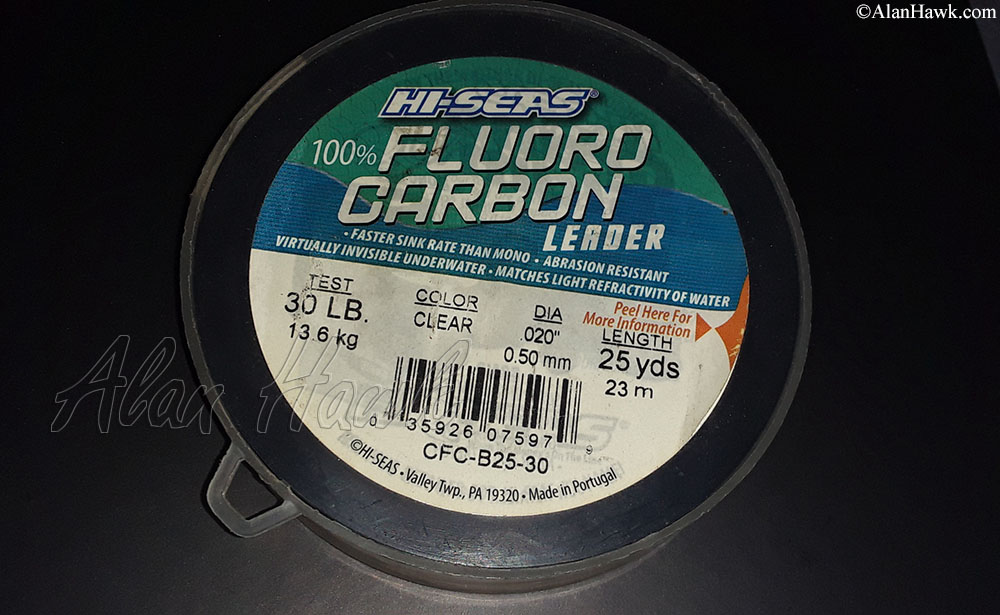 ©AlanHawk.com
HI-SEAS®
100% FLUORO
CARBON
LEADER
• FASTER SINK RATE THAN MONO • ABRASION RESISTANT
VIRTUALLY INVISIBLE UNDERWATER • MATCHES LIGHT REFRACTIVITY OF WATER
Peel Here For
More Information
TEST
30 LB.
13.6 kg
COLOR
CLEAR
DIA
.020"
0.50 mm
LENGTH
25 yds
23 m
Alan Hawk
0 35926 07597 9
CFC-B25-30
©HI-SEAS • Valley Twp., PA 19320 • Made in Portugal